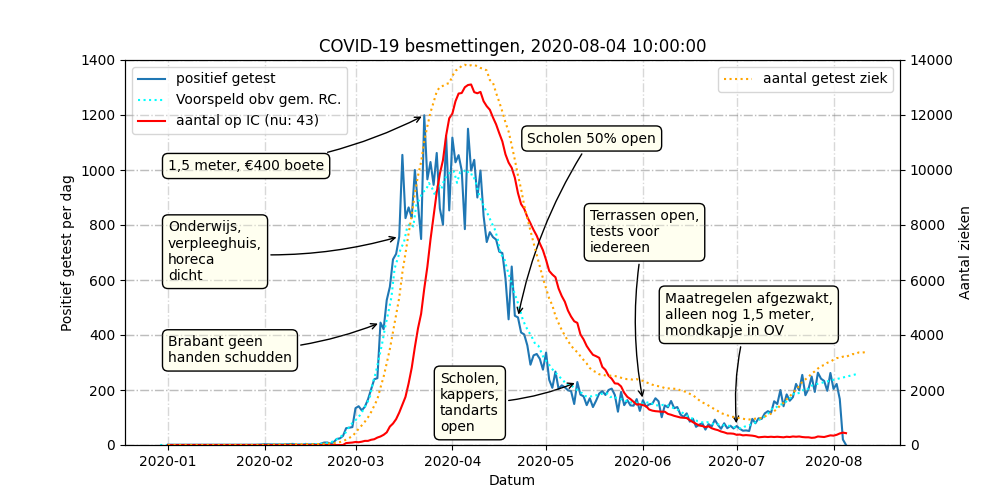 COVID-19 besmettingen, 2020-08-04 10:00:00
positief getest
Voorspeld obv gem. RC.
aantal op IC (nu: 43)
aantal getest ziek
1,5 meter, €400 boete
Scholen 50% open
Onderwijs,
verpleeghuis,
horeca
dicht
Terrassen open,
tests voor
iedereen
Brabant geen
handen schudden
Maatregelen afgezwakt,
alleen nog 1,5 meter,
mondkapje in OV
Scholen,
kappers,
tandarts
open
Positief getest per dag
1400
1200
1000
800
600
400
200
0
Aantal zieken
14000
12000
10000
8000
6000
4000
2000
0
2020-01
2020-02
2020-03
2020-04
2020-05
2020-06
2020-07
2020-08
Datum